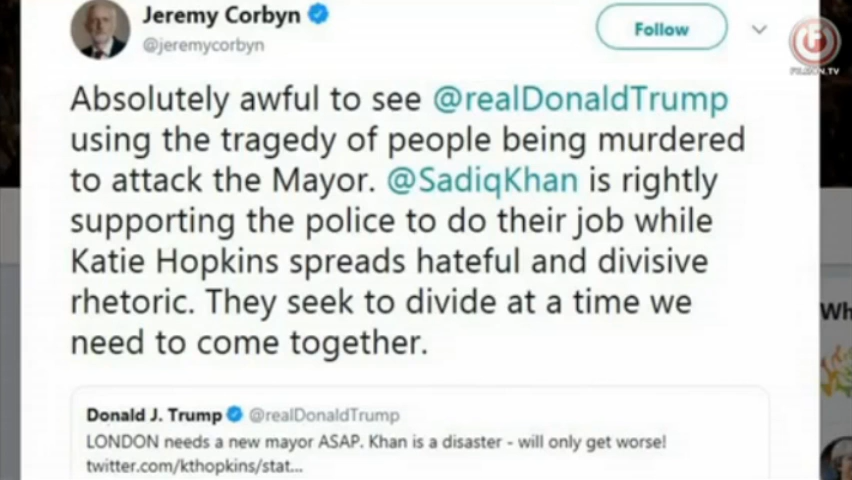 Jeremy Corbyn
@jeremycorbyn
Follow
Absolutely awful to see @realDonaldTrump
using the tragedy of people being murdered
to attack the Mayor. @SadiqKhan is rightly
supporting the police to do their job while
Katie Hopkins spreads hateful and divisive
rhetoric. They seek to divide at a time we
need to come together.
Donald J. Trump @realDonaldTrump
LONDON needs a new mayor ASAP. Khan is a disaster - will only get worse!
twitter.com/kthopkins/stat...
Wh